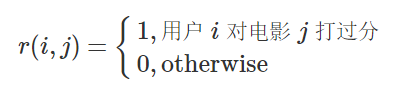 r(i,j) = { 1, 用户 i 对电影 j 打过分
0, otherwise